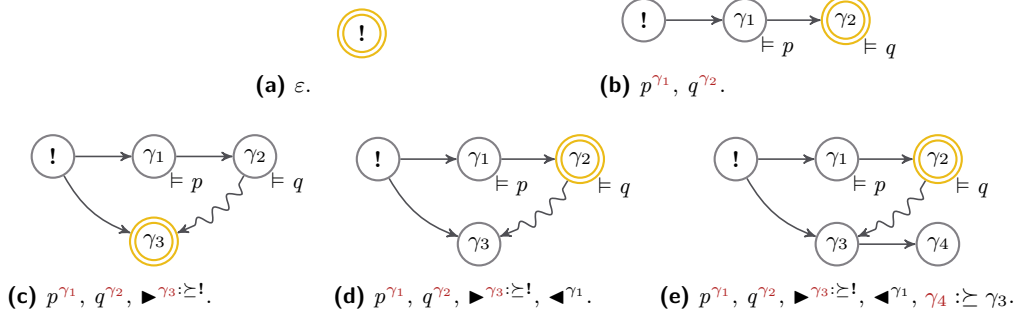 ! ! γ1 γ2
⊨ p ⊨ q
(a) ε. (b) p^γ1, q^γ2.
! γ1 γ2 ! γ1 γ2 ! γ1 γ2
⊨ p ⊨ q ⊨ p ⊨ q ⊨ p ⊨ q
γ3 γ3 γ3 γ4
(c) p^γ1, q^γ2, ►^γ3:⪰!. (d) p^γ1, q^γ2, ►^γ3:⪰!, ◄^γ1. (e) p^γ1, q^γ2, ►^γ3:⪰!, ◄^γ1, γ4 :⪰ γ3.